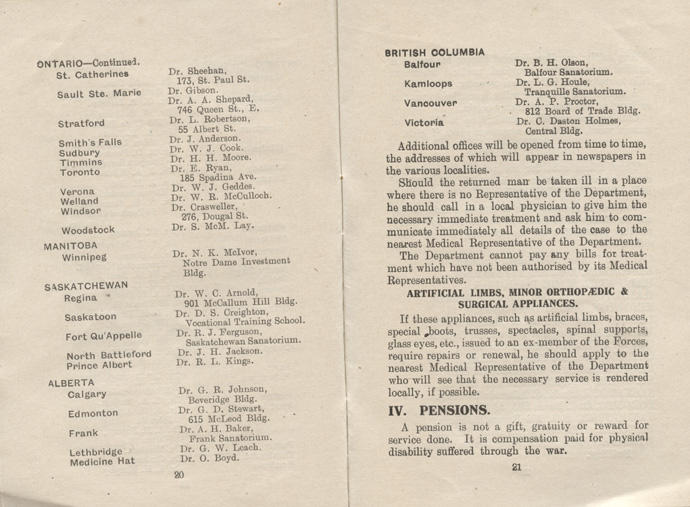 ONTARIO—Continued.
St. Catherines Dr. Sheehan,
173, St. Paul St.
Sault Ste. Marie Dr. Gibson.
Dr. A. A. Shepard,
746 Queen St., E.
Stratford Dr. L. Robertson,
55 Albert St.
Smith's Falls Dr. J. Anderson.
Sudbury Dr. W. J. Cook.
Timmins Dr. H. H. Moore.
Toronto Dr. E. Ryan,
185 Spadina Ave.
Verona Dr. W. J. Geddes.
Welland Dr. W. R. McCulloch.
Windsor Dr. Crasweller,
276, Dougal St.
Woodstock Dr. S. McM. Lay.
MANITOBA
Winnipeg Dr. N. K. McIvor,
Notre Dame Investment
Bldg.
SASKATCHEWAN
Regina Dr. W. C. Arnold,
901 McCallum Hill Bldg.
Saskatoon Dr. D. S. Creighton,
Vocational Training School.
Fort Qu'Appelle Dr. R. J. Ferguson,
Saskatchewan Sanatorium.
North Battleford Dr. J. H. Jackson.
Prince Albert Dr. R. L. Kings.
ALBERTA
Calgary Dr. G. R. Johnson,
Beveridge Bldg.
Edmonton Dr. G. D. Stewart,
615 McLeod Bldg.
Frank Dr. A. H. Baker,
Frank Sanatorium.
Lethbridge Dr. G. W. Leach.
Medicine Hat Dr. O. Boyd.
20
BRITISH COLUMBIA
Balfour Dr. B. H. Olson,
Balfour Sanatorium.
Kamloops Dr. L. G. Houle,
Tranquille Sanatorium.
Vancouver Dr. A. P. Proctor,
812 Board of Trade Bldg.
Victoria Dr. C. Daston Holmes,
Central Bldg.
Additional offices will be opened from time to time,
the addresses of which will appear in newspapers in
the various localities.
Should the returned man be taken ill in a place
where there is no Representative of the Department,
he should call in a local physician to give him the
necessary immediate treatment and ask him to com-
municate immediately all details of the case to the
nearest Medical Representative of the Department.
The Department cannot pay any bills for treat-
ment which have not been authorised by its Medical
Representatives.
ARTIFICIAL LIMBS, MINOR ORTHOPÆDIC &
SURGICAL APPLIANCES.
If these appliances, such as artificial limbs, braces,
special boots, trusses, spectacles, spinal supports,
glass eyes, etc., issued to an ex-member of the Forces,
require repairs or renewal, he should apply to the
nearest Medical Representative of the Department
who will see that the necessary service is rendered
locally, if possible.
IV. PENSIONS.
A pension is not a gift, gratuity or reward for
service done. It is compensation paid for physical
disability suffered through the war.
21